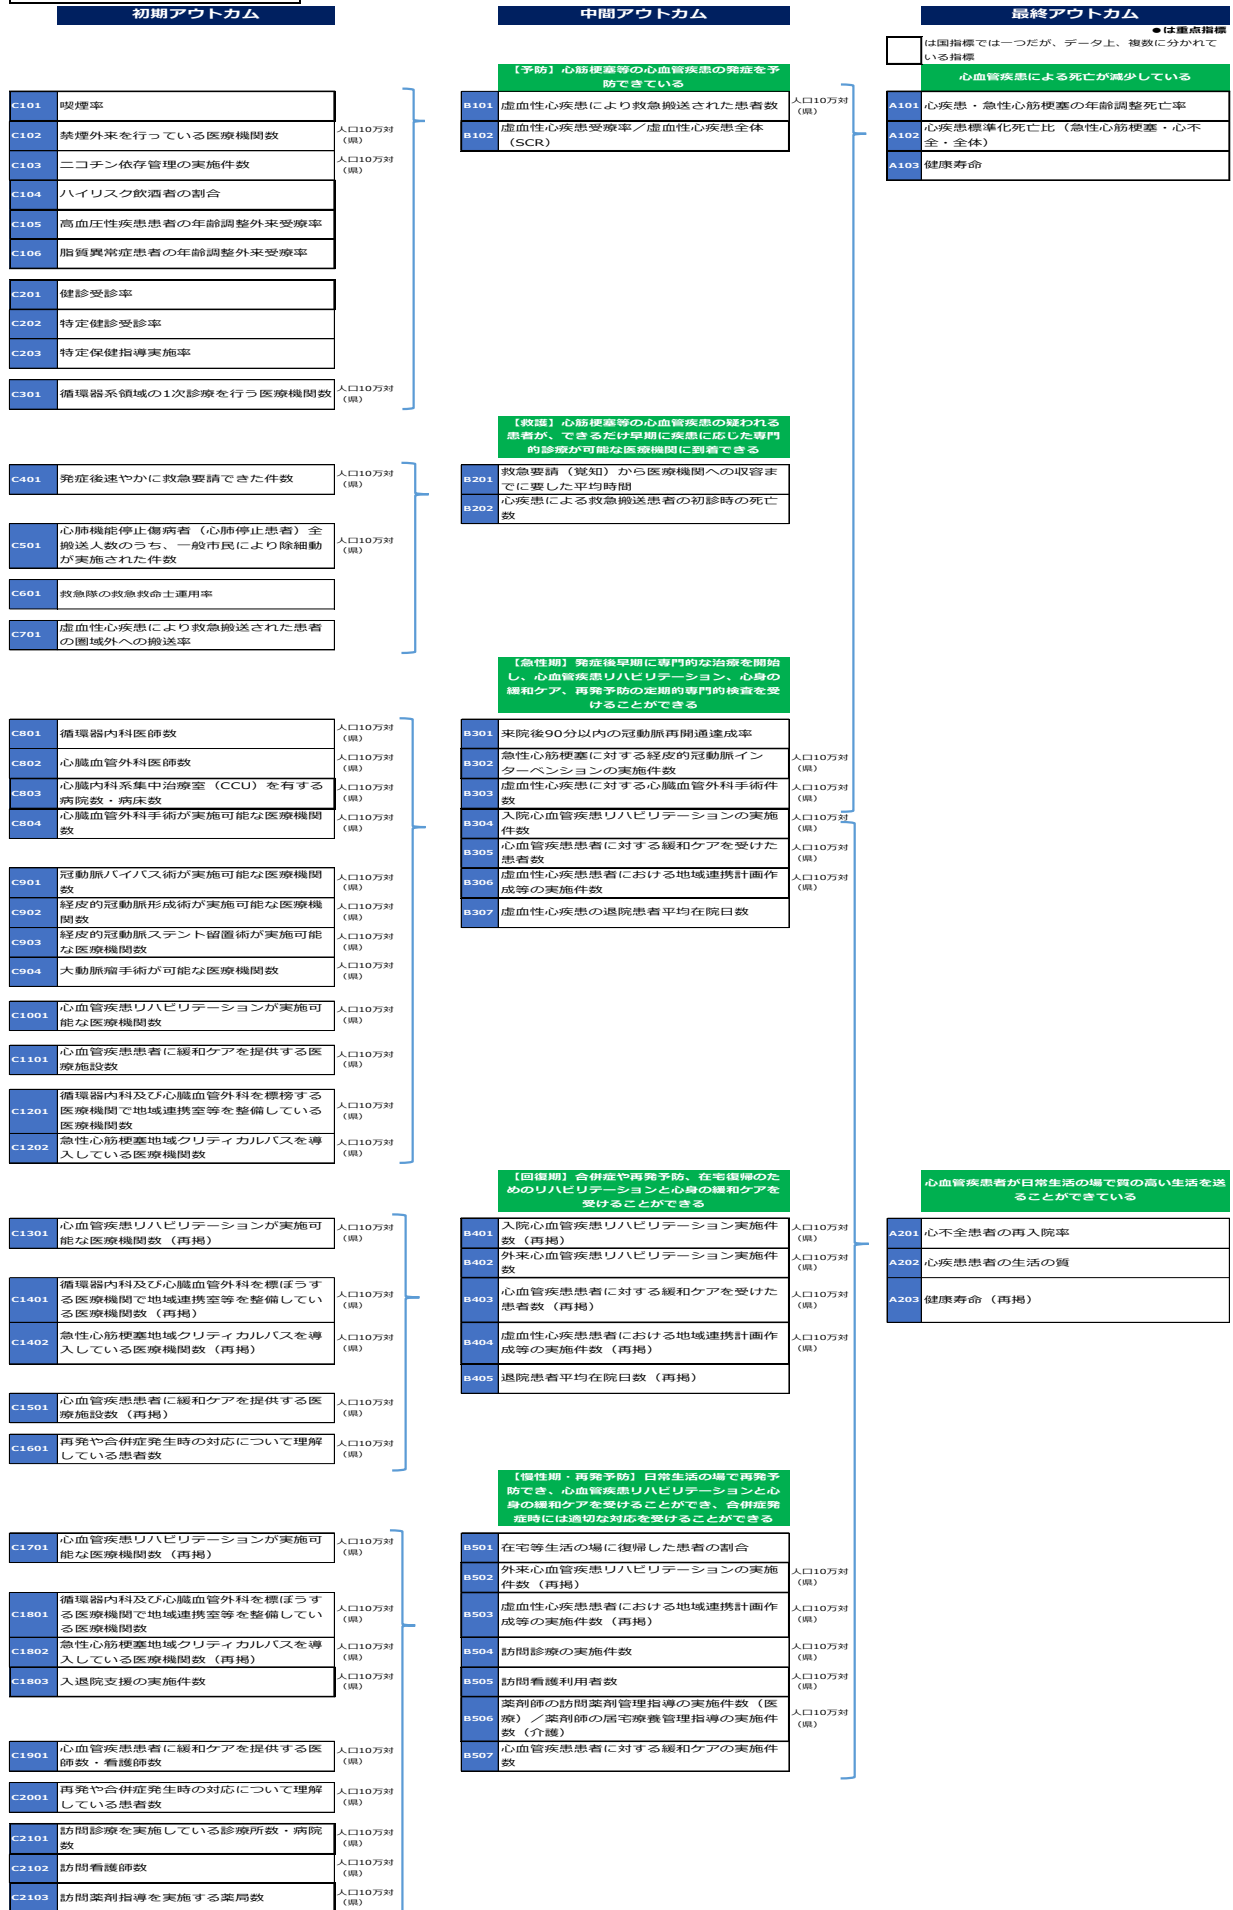 初期アウトカム
中間アウトカム
最終アウトカム
●は重点指標
は国指標では一つだが、データ上、複数に分かれて
いる指標
【予防】心筋梗塞等の心血管疾患の発症を予
防できている
心血管疾患による死亡が減少している
C101 喫煙率
C102 禁煙外来を行っている医療機関数 人口10万対
(県)
C103 ニコチン依存管理の実施件数 人口10万対
(県)
C104 ハイリスク飲酒者の割合
C105 高血圧性疾患患者の年齢調整外来受療率
C106 脂質異常症患者の年齢調整外来受療率
C201 健診受診率
C202 特定健診受診率
C203 特定保健指導実施率
C301 循環器系領域の1次診療を行う医療機関数 人口10万対
(県)
B101 虚血性心疾患により救急搬送された患者数 人口10万対
(県)
B102 虚血性心疾患受療率/虚血性心疾患全体
(SCR)
A101 心疾患・急性心筋梗塞の年齢調整死亡率
A102 心疾患標準化死亡比(急性心筋梗塞・心不
全・全体)
A103 健康寿命
【救護】心筋梗塞等の心血管疾患の疑われる
患者が、できるだけ早期に疾患に応じた専門
的診療が可能な医療機関に到着できる
C401 発症後速やかに救急要請できた件数 人口10万対
(県)
C501 心肺機能停止傷病者(心肺停止患者)全
搬送人数のうち、一般市民により除細動
が実施された件数
人口10万対
(県)
C601 救急隊の救急救命士運用率
C701 虚血性心疾患により救急搬送された患者
の圏域外への搬送率
B201 救急要請(覚知)から医療機関への収容ま
でに要した平均時間
B202 心疾患による救急搬送患者の初診時の死亡
数
【急性期】発症後早期に専門的な治療を開始
し、心血管疾患リハビリテーション、心身の
緩和ケア、再発予防の定期的専門的検査を受
けることができる
C801 循環器内科医師数 人口10万対
(県)
C802 心臓血管外科医師数 人口10万対
(県)
C803 心臓内科系集中治療室(CCU)を有する
病院数・病床数
人口10万対
(県)
C804 心臓血管外科手術が実施可能な医療機関
数
人口10万対
(県)
C901 冠動脈バイパス術が実施可能な医療機関
数
人口10万対
(県)
C902 経皮的冠動脈形成術が実施可能な医療機
関数
人口10万対
(県)
C903 経皮的冠動脈ステント留置術が実施可能
な医療機関数
人口10万対
(県)
C904 大動脈瘤手術が可能な医療機関数 人口10万対
(県)
C1001 心血管疾患リハビリテーションが実施可
能な医療機関数
人口10万対
(県)
C1101 心血管疾患患者に緩和ケアを提供する医
療施設数
人口10万対
(県)
C1201 循環器内科及び心臓血管外科を標榜する
医療機関で地域連携室等を整備している
医療機関数
人口10万対
(県)
C1202 急性心筋梗塞地域クリティカルパスを導
入している医療機関数
人口10万対
(県)
B301 来院後90分以内の冠動脈再開通達成率
B302 急性心筋梗塞に対する経皮的冠動脈イン
ターベンションの実施件数
人口10万対
(県)
B303 虚血性心疾患に対する心臓血管外科手術件
数
人口10万対
(県)
B304 入院心血管疾患リハビリテーションの実施
件数
人口10万対
(県)
B305 心血管疾患患者に対する緩和ケアを受けた
患者数
人口10万対
(県)
B306 虚血性心疾患患者における地域連携計画作
成等の実施件数
人口10万対
(県)
B307 虚血性心疾患の退院患者平均在院日数
【回復期】合併症や再発予防、在宅復帰のた
めのリハビリテーションと心身の緩和ケアを
受けることができる
心血管疾患者が日常生活の場で質の高い生活を送
ることができている
C1301 心血管疾患リハビリテーションが実施可
能な医療機関数(再掲)
人口10万対
(県)
C1401 循環器内科及び心臓血管外科を標ぼうす
る医療機関で地域連携室等を整備してい
る医療機関数(再掲)
人口10万対
(県)
C1402 急性心筋梗塞地域クリティカルパスを導
入している医療機関数(再掲)
人口10万対
(県)
C1501 心血管疾患患者に緩和ケアを提供する医
療施設数(再掲)
人口10万対
(県)
C1601 再発や合併症発生時の対応について理解
している患者数
人口10万対
(県)
B401 入院心血管疾患リハビリテーション実施件
数(再掲)
人口10万対
(県)
B402 外来心血管疾患リハビリテーション実施件
数
人口10万対
(県)
B403 心血管疾患患者に対する緩和ケアを受けた
患者数(再掲)
人口10万対
(県)
B404 虚血性心疾患患者における地域連携計画作
成等の実施件数(再掲)
人口10万対
(県)
B405 退院患者平均在院日数(再掲)
A201 心不全患者の再入院率
A202 心疾患患者の生活の質
A203 健康寿命(再掲)
【慢性期・再発予防】日常生活の場で再発予
防でき、心血管疾患リハビリテーションと心
身の緩和ケアを受けることができ、合併症発
症時には適切な対応を受けることができる
C1701 心血管疾患リハビリテーションが実施可
能な医療機関数(再掲)
人口10万対
(県)
C1801 循環器内科及び心臓血管外科を標ぼうす
る医療機関で地域連携室等を整備してい
る医療機関数
人口10万対
(県)
C1802 急性心筋梗塞地域クリティカルパスを導
入している医療機関数(再掲)
人口10万対
(県)
C1803 入退院支援の実施件数 人口10万対
(県)
C1901 心血管疾患患者に緩和ケアを提供する医
師数・看護師数
人口10万対
(県)
C2001 再発や合併症発生時の対応について理解
している患者数
人口10万対
(県)
C2101 訪問診療を実施している診療所数・病院
数
人口10万対
(県)
C2102 訪問看護師数 人口10万対
(県)
C2103 訪問薬剤指導を実施する薬局数 人口10万対
(県)
B501 在宅等生活の場に復帰した患者の割合
B502 外来心血管疾患リハビリテーションの実施
件数(再掲)
人口10万対
(県)
B503 虚血性心疾患患者における地域連携計画作
成等の実施件数(再掲)
人口10万対
(県)
B504 訪問診療の実施件数 人口10万対
(県)
B505 訪問看護利用者数 人口10万対
(県)
B506 薬剤師の訪問薬剤管理指導の実施件数(医
療)/薬剤師の居宅療養管理指導の実施件
数(介護)
人口10万対
(県)
B507 心血管疾患患者に対する緩和ケアの実施件
数